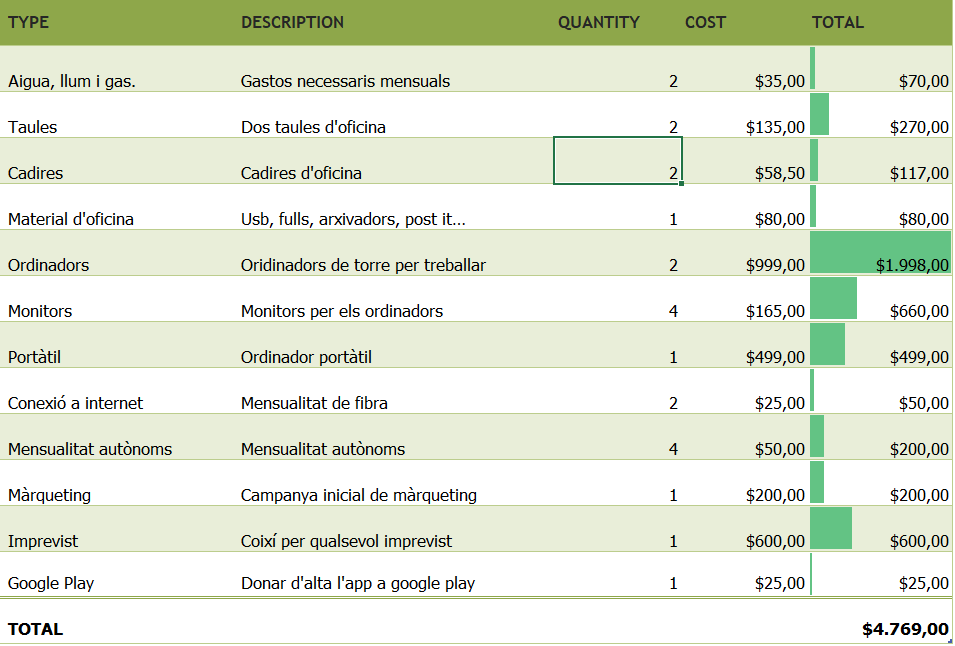 TYPE DESCRIPTION QUANTITY COST TOTAL
Aigua, llum i gas. Gastos necessaris mensuals 2 $35,00 $70,00
Taules Dos taules d'oficina 2 $135,00 $270,00
Cadires Cadires d'oficina 2 $58,50 $117,00
Material d'oficina Usb, fulls, arxivadors, post it... 1 $80,00 $80,00
Ordinadors Oridinadors de torre per treballar 2 $999,00 $1.998,00
Monitors Monitors per els ordinadors 4 $165,00 $660,00
Portàtil Ordinador portàtil 1 $499,00 $499,00
Conexió a internet Mensualitat de fibra 2 $25,00 $50,00
Mensualitat autònoms Mensualitat autònoms 4 $50,00 $200,00
Màrqueting Campanya inicial de màrqueting 1 $200,00 $200,00
Imprevist Coixí per qualsevol imprevist 1 $600,00 $600,00
Google Play Donar d'alta l'app a google play 1 $25,00 $25,00
TOTAL $4.769,00